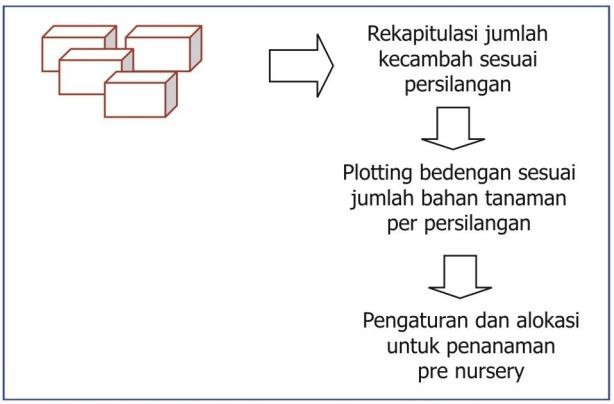 Rekapitulasi jumlah
kecambah sesuai
persilangan
Plotting bedengan sesuai
jumlah bahan tanaman
per persilangan
Pengaturan dan alokasi
untuk penanaman
pre nursery